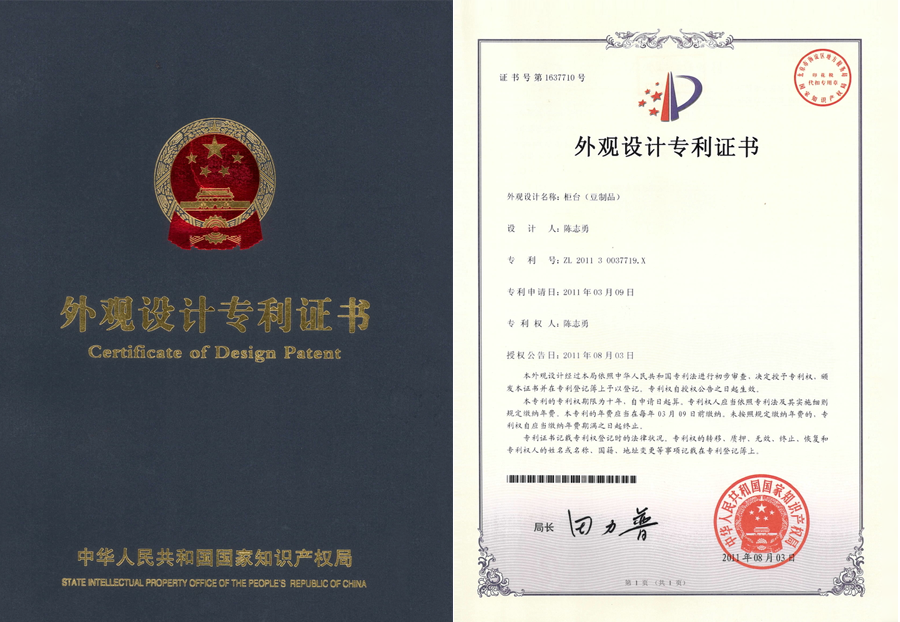 外观设计专利证书
Certificate of Design Patent
中华人民共和国国家知识产权局
STATE INTELLECTUAL PROPERTY OFFICE OF THE PEOPLE'S REPUBLIC OF CHINA
证书号第1637710号
外观设计专利证书
外观设计名称：柜台（豆制品）
设 计 人：陈志勇
专 利 号：ZL 2011 3 0037719.X
专利申请日：2011年03月09日
专 利 权 人：陈志勇
授权公告日：2011年08月03日
本外观设计经过本局依照中华人民共和国专利法进行初步审查，决定授予专利权，颁
发本证书并在专利登记簿上予以登记。专利权自授权公告之日起生效。
本专利的专利权期限为十年，自申请日起算。专利权人应当依照专利法及其实施细则
规定缴纳年费。本专利的年费应当在每年03月09日前缴纳。未按照规定缴纳年费的，专
利权自应当缴纳年费期满之日起终止。
专利证书记载专利权登记时的法律状况。专利权的转移、质押、无效、终止、恢复和
专利权人的姓名或名称、国籍、地址变更等事项记载在专利登记簿上。
局长 田力普
中华人民共和国国家知识产权局
2011年08月03日
第1页（共1页）